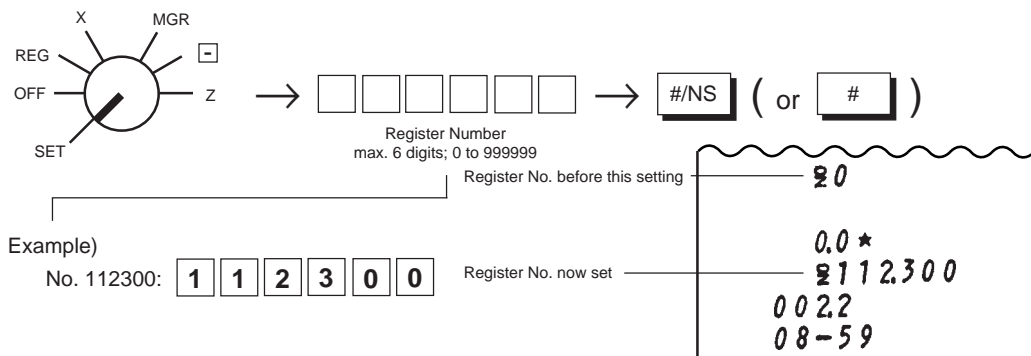 X
MGR
REG
-
OFF
Z
SET
#/NS ( or # )
Register Number
max. 6 digits; 0 to 999999
Register No. before this setting
№0
0.0★
Example)
No. 112300: 1 1 2 3 0 0
Register No. now set
№112.300
002.2
08-59